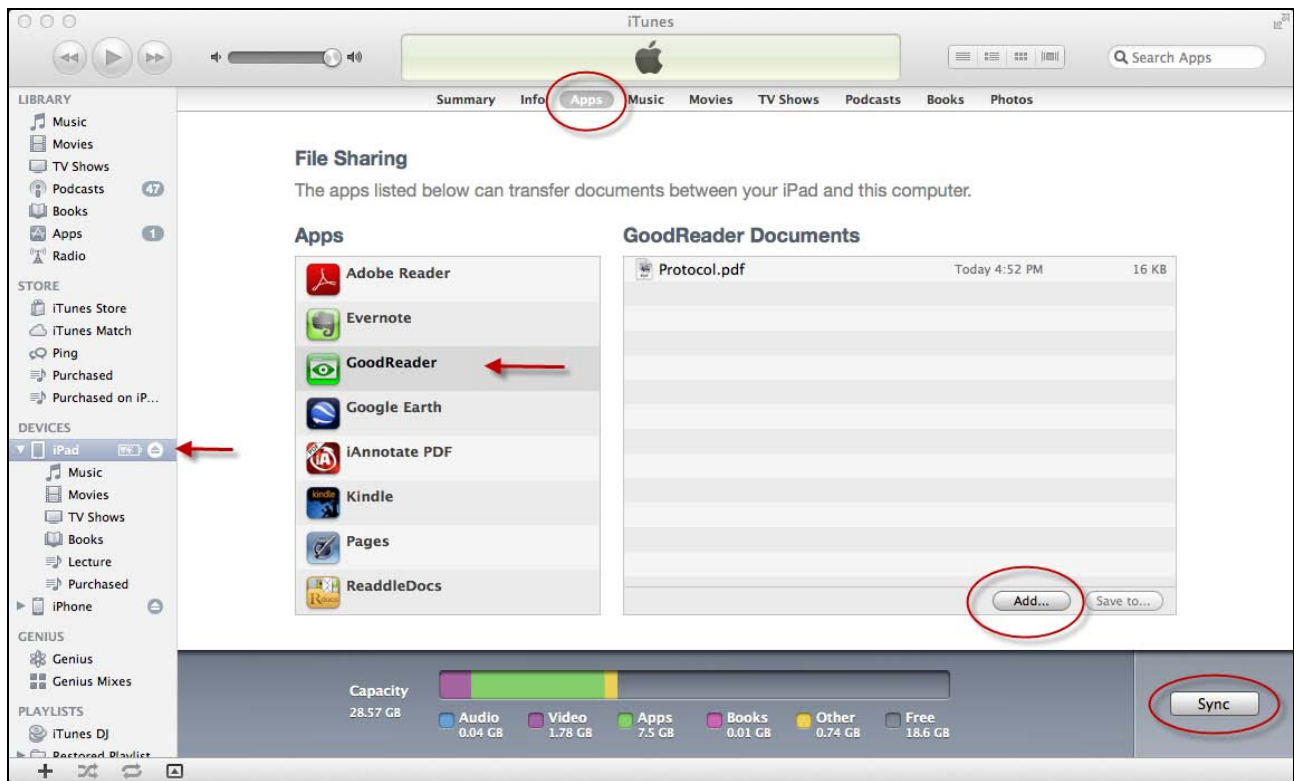 iTunes
Search Apps
LIBRARY
Music
Movies
TV Shows
Podcasts 47
Books
Apps 1
Radio
STORE
iTunes Store
iTunes Match
Ping
Purchased
Purchased on iP...
DEVICES
iPad
Music
Movies
TV Shows
Books
Lecture
Purchased
iPhone
GENIUS
Genius
Genius Mixes
PLAYLISTS
iTunes DJ
Restored Playlist
Summary Info Apps Music Movies TV Shows Podcasts Books Photos
File Sharing
The apps listed below can transfer documents between your iPad and this computer.
Apps
Adobe Reader
Evernote
GoodReader
Google Earth
iAnnotate PDF
kindle
Kindle
Pages
ReaddleDocs
GoodReader Documents
Protocol.pdf Today 4:52 PM 16 KB
Add... Save to...
Capacity
28.57 GB
Audio
0.04 GB
Video
1.78 GB
Apps
7.5 GB
Books
0.01 GB
Other
0.74 GB
Free
18.6 GB
Sync